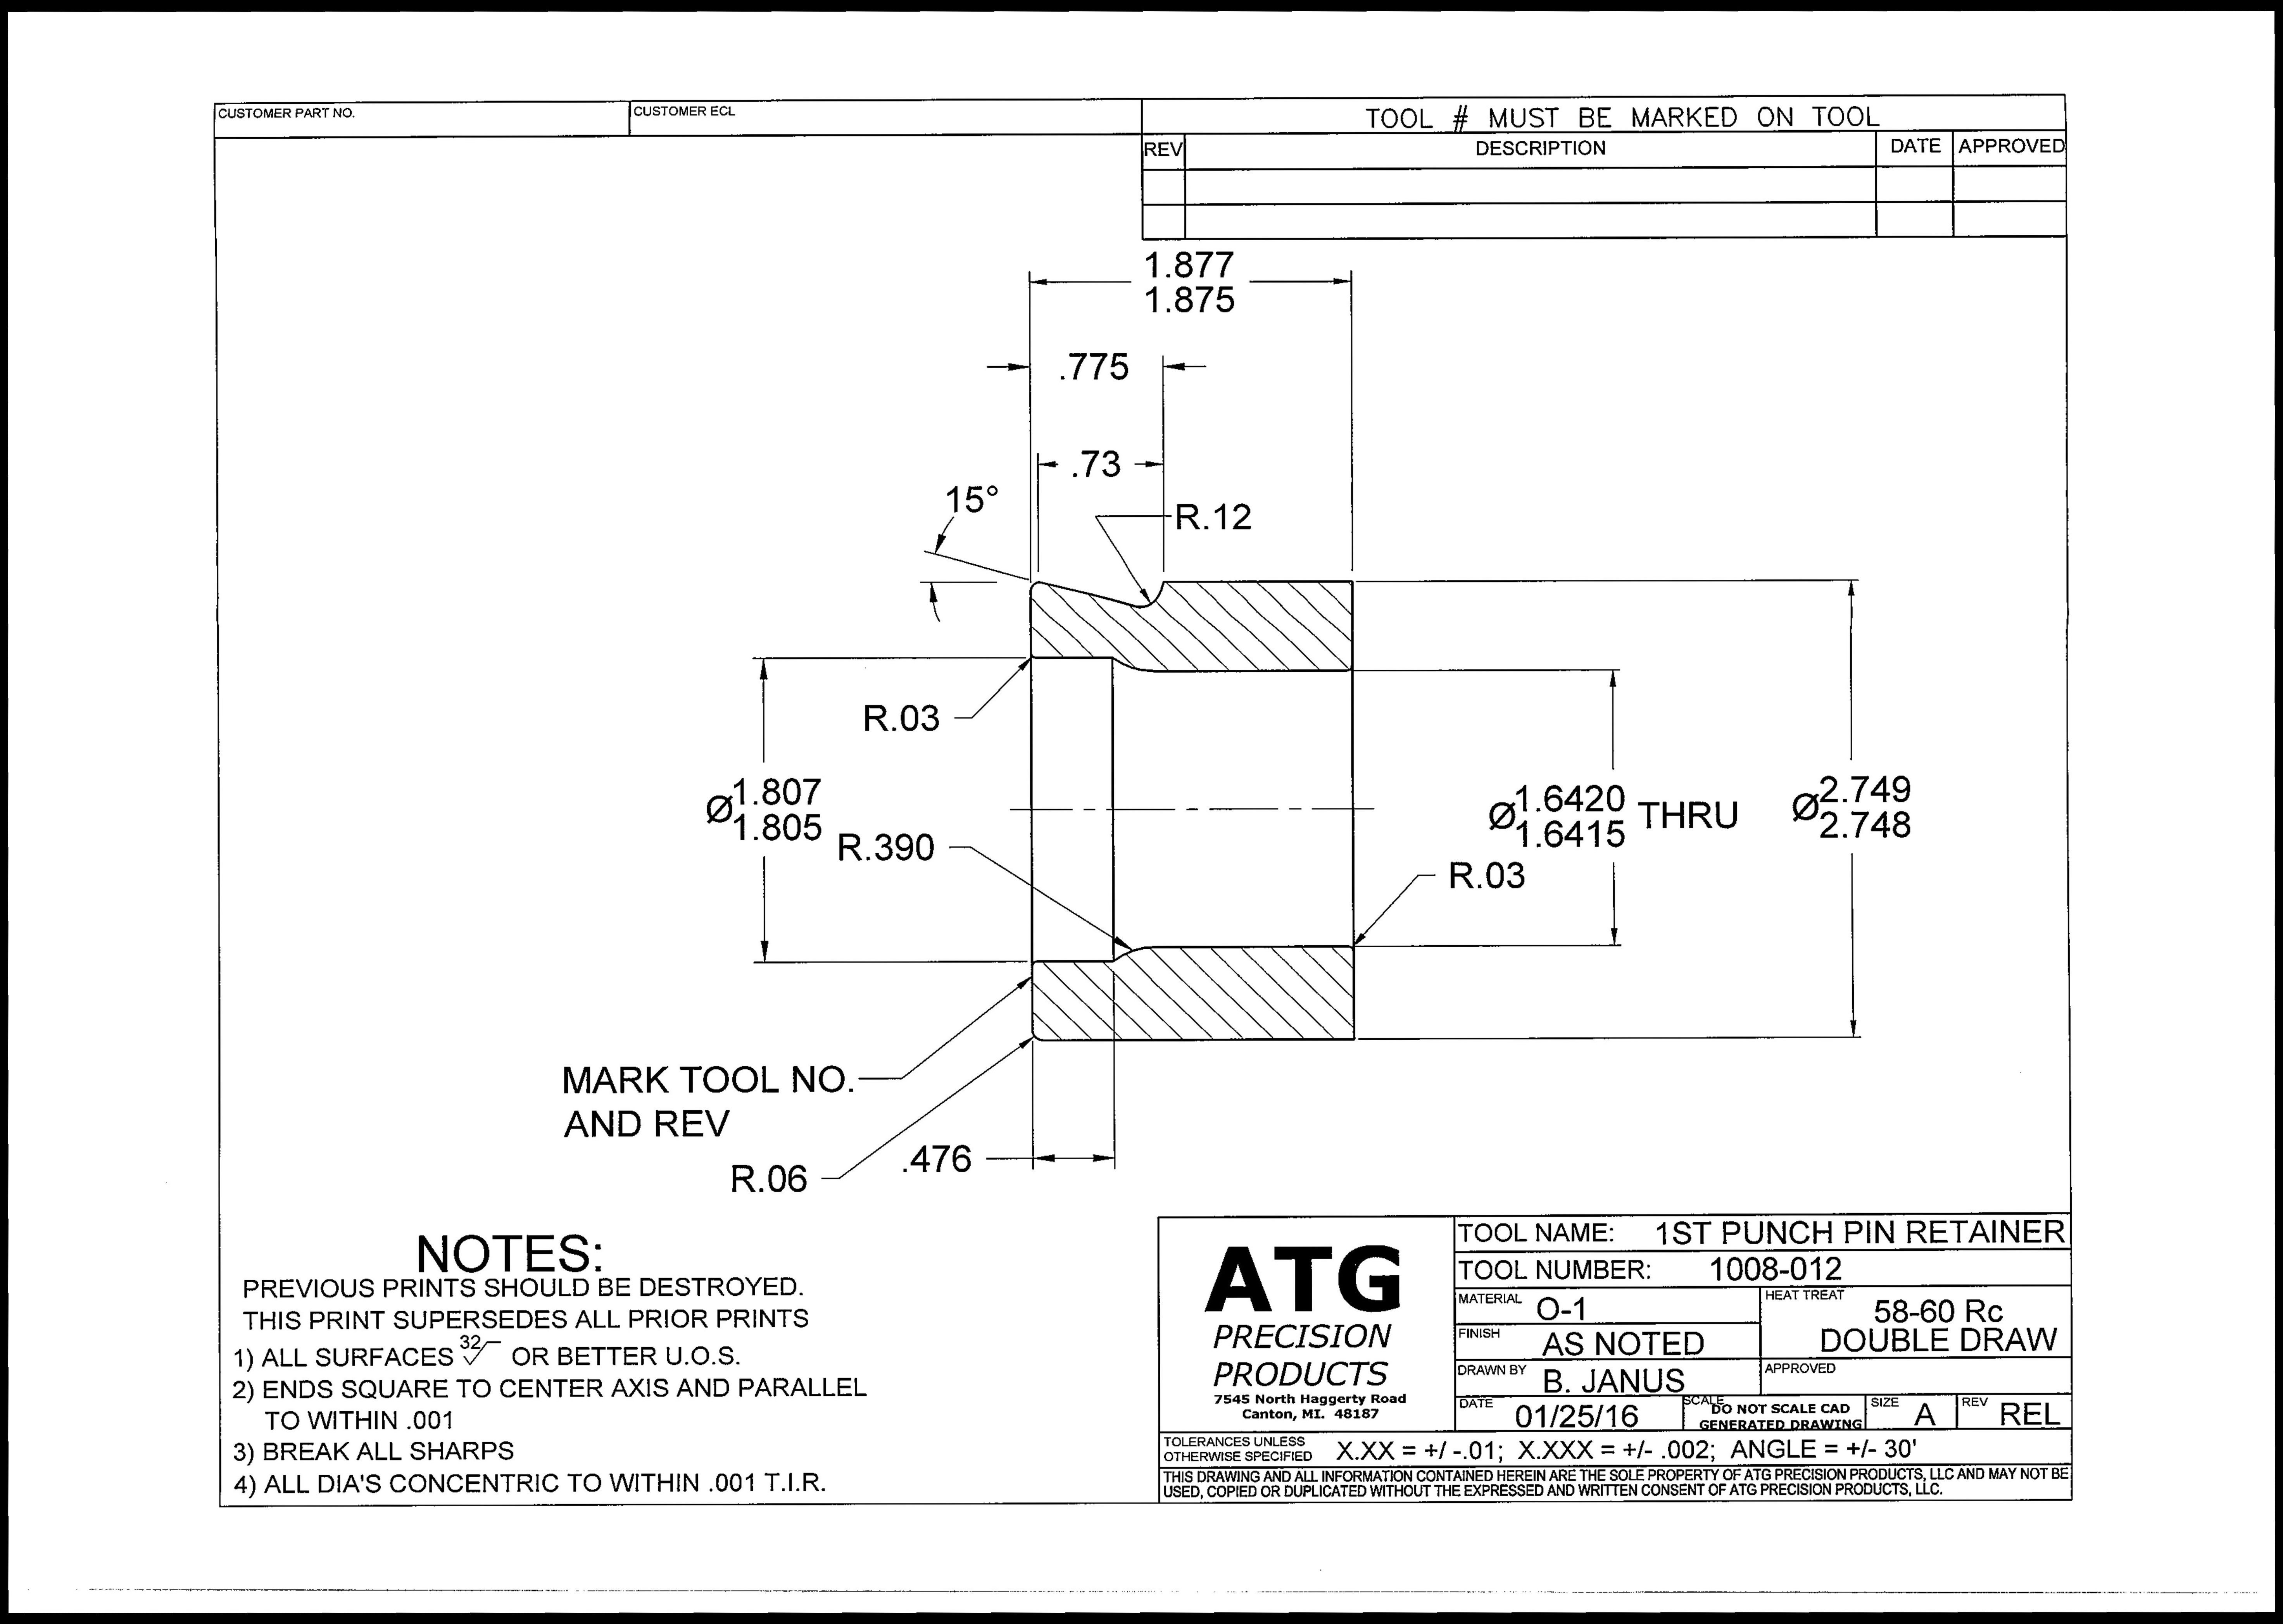 CUSTOMER PART NO.
CUSTOMER ECL
TOOL # MUST BE MARKED ON TOOL
REV
DESCRIPTION
DATE
APPROVED
1.877
1.875
.775
.73
15°
R.12
R.03
Ø1.807
1.805
R.390
Ø1.6420
1.6415
THRU
Ø2.749
2.748
R.03
MARK TOOL NO.
AND REV
R.06
.476
NOTES:
PREVIOUS PRINTS SHOULD BE DESTROYED.
THIS PRINT SUPERSEDES ALL PRIOR PRINTS
1) ALL SURFACES 32 OR BETTER U.O.S.
2) ENDS SQUARE TO CENTER AXIS AND PARALLEL
TO WITHIN .001
3) BREAK ALL SHARPS
4) ALL DIA'S CONCENTRIC TO WITHIN .001 T.I.R.
ATG
PRECISION
PRODUCTS
7545 North Haggerty Road
Canton, MI. 48187
TOOL NAME: 1ST PUNCH PIN RETAINER
TOOL NUMBER: 1008-012
MATERIAL O-1
HEAT TREAT
58-60 Rc
DOUBLE DRAW
FINISH AS NOTED
DRAWN BY B. JANUS
APPROVED
DATE 01/25/16
SCALE DO NOT SCALE CAD
GENERATED DRAWING
SIZE A
REV REL
TOLERANCES UNLESS
OTHERWISE SPECIFIED
X.XX = +/ -.01; X.XXX = +/- .002; ANGLE = +/- 30'
THIS DRAWING AND ALL INFORMATION CONTAINED HEREIN ARE THE SOLE PROPERTY OF ATG PRECISION PRODUCTS, LLC AND MAY NOT BE
USED, COPIED OR DUPLICATED WITHOUT THE EXPRESSED AND WRITTEN CONSENT OF ATG PRECISION PRODUCTS, LLC.